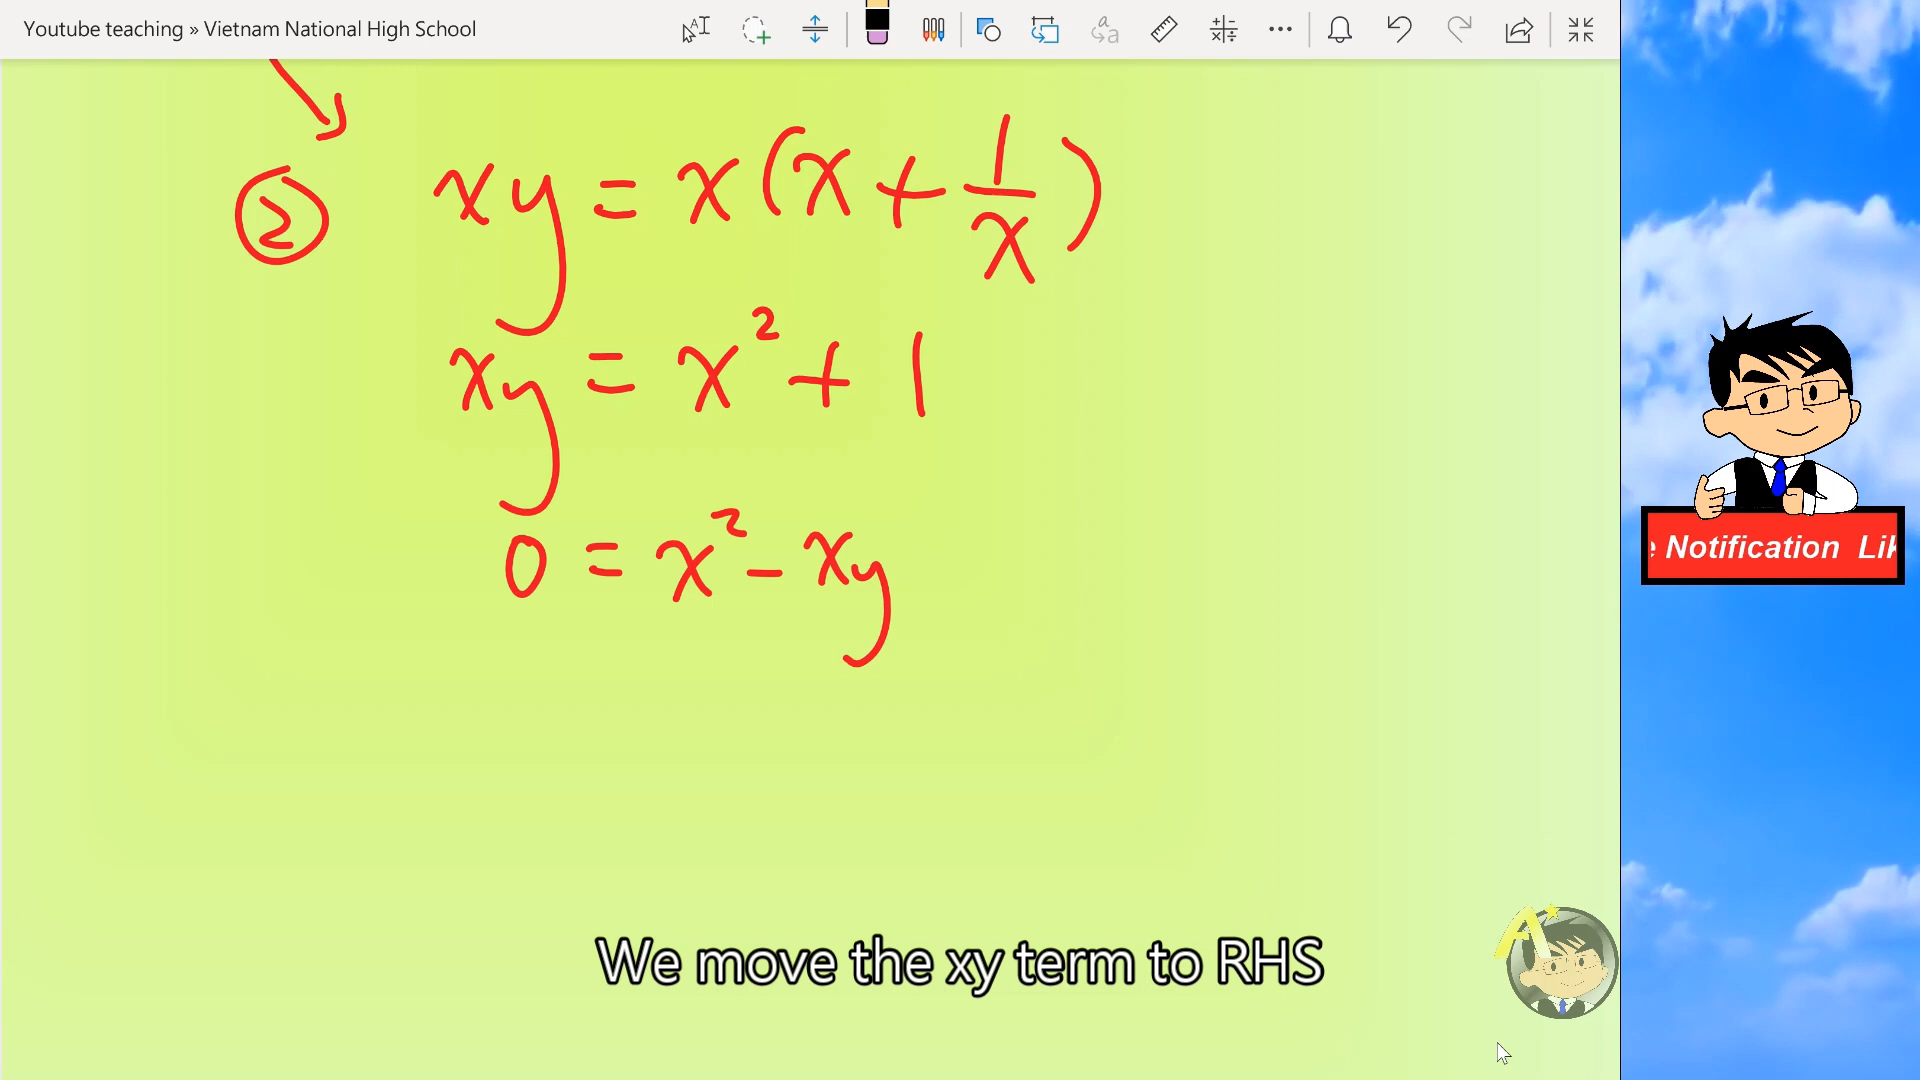 Youtube teaching » Vietnam National High School
② xy = x(x + 1/x)
xy = x² + 1
0 = x² - xy
Notification Lik
We move the xy term to RHS
A